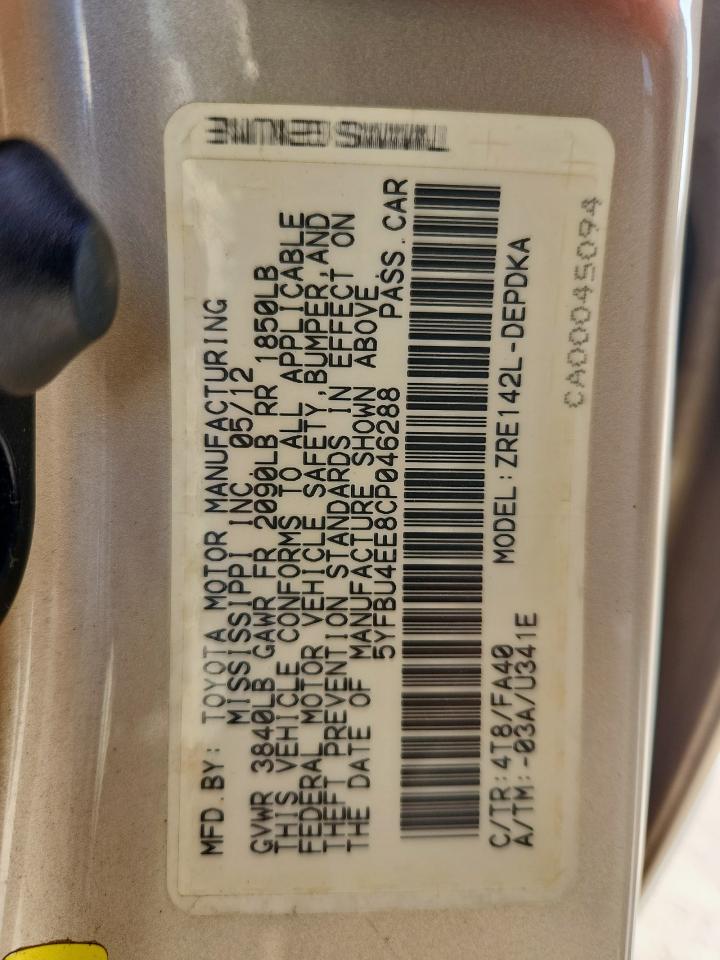 MFD.BY: TOYOTA MOTOR MANUFACTURING
MISSISSIPPI INC 05/12
GVWR 3840LB GAWR FR 2090LB RR 1850LB
THIS VEHICLE CONFORMS TO ALL APPLICABLE
FEDERAL MOTOR VEHICLE SAFETY,BUMPER,AND
THEFT PREVENTION STANDARDS IN EFFECT ON
THE DATE OF MANUFACTURE SHOWN ABOVE.
5YFBU4EE8CP046288 PASS.CAR
C/TR:4T8/FA40 MODEL:ZRE142L-DEPDKA
A/TM:-03A/U341E
CA00045094